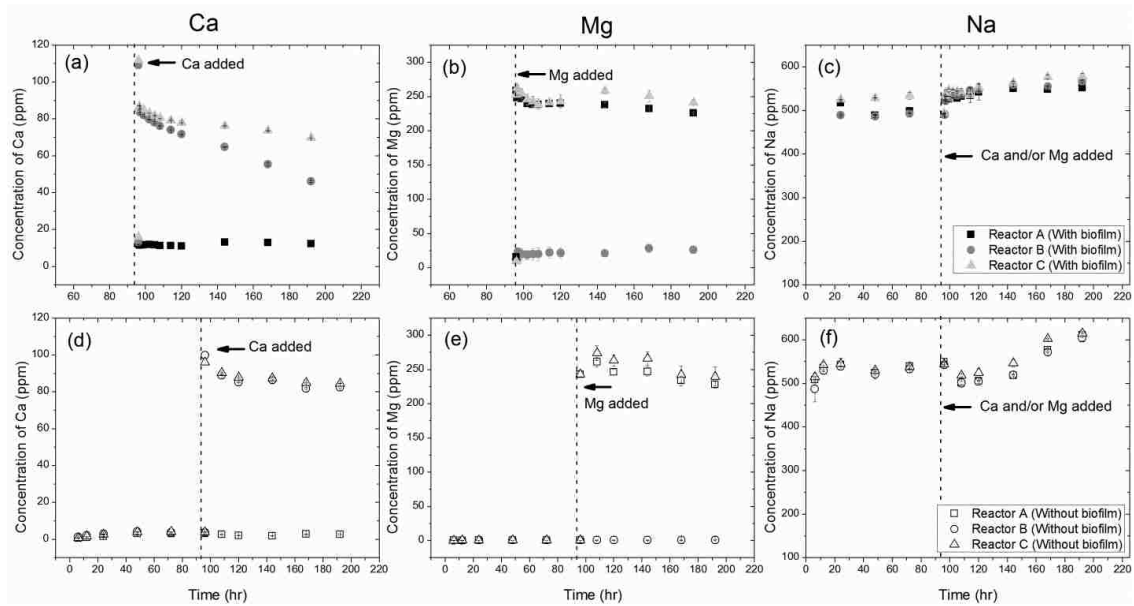 Ca
Mg
Na
(a)
Ca added
Concentration of Ca (ppm)
120
100
80
60
40
20
0
60 80 100 120 140 160 180 200 220
Time (hr)
(b)
Mg added
Concentration of Mg (ppm)
300
250
200
150
100
50
0
60 80 100 120 140 160 180 200 220
Time (hr)
(c)
Ca and/or Mg added
Reactor A (With biofilm)
Reactor B (With biofilm)
Reactor C (With biofilm)
Concentration of Na (ppm)
600
500
400
300
200
100
0 20 40 60 80 100 120 140 160 180 200 220
Time (hr)
(d)
Ca added
Concentration of Ca (ppm)
120
100
80
60
40
20
0
0 20 40 60 80 100 120 140 160 180 200 220
Time (hr)
(e)
Mg added
Concentration of Mg (ppm)
300
250
200
150
100
50
0
0 20 40 60 80 100 120 140 160 180 200 220
Time (hr)
(f)
Ca and/or Mg added
Reactor A (Without biofilm)
Reactor B (Without biofilm)
Reactor C (Without biofilm)
Concentration of Na (ppm)
600
500
400
300
200
100
0 20 40 60 80 100 120 140 160 180 200 220
Time (hr)